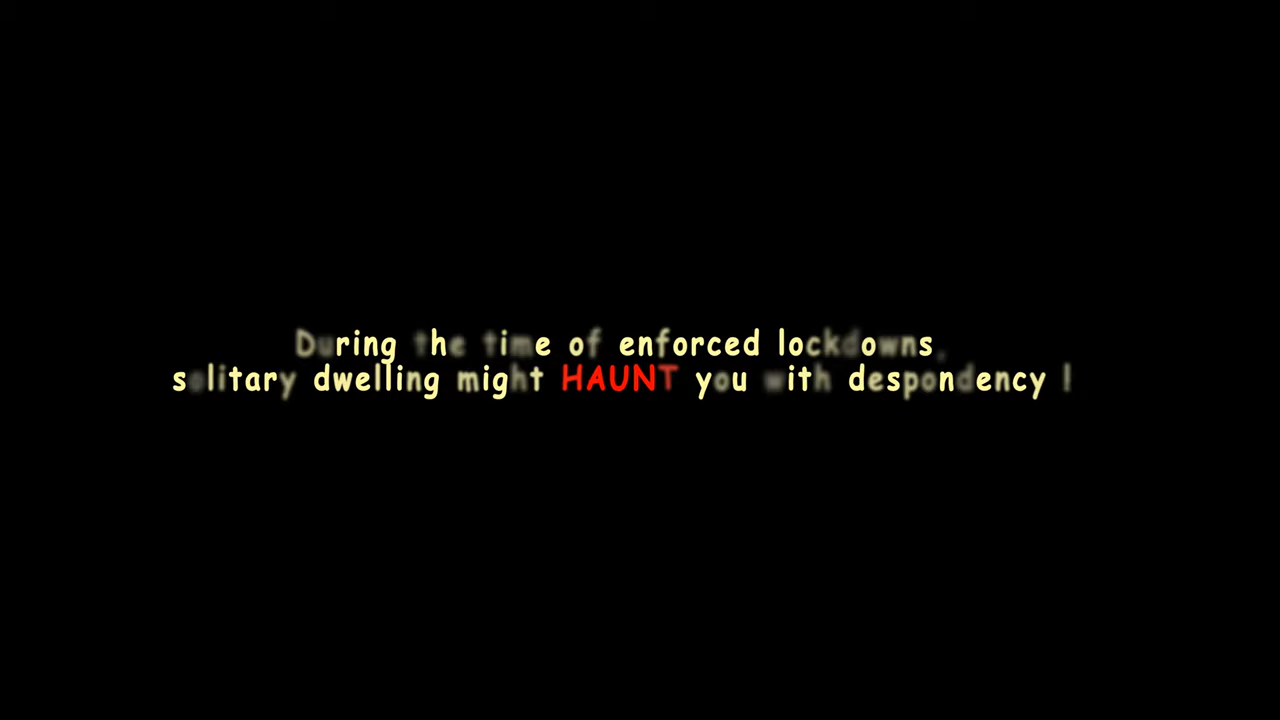 During the time of enforced lockdowns,
solitary dwelling might HAUNT you with despondency !